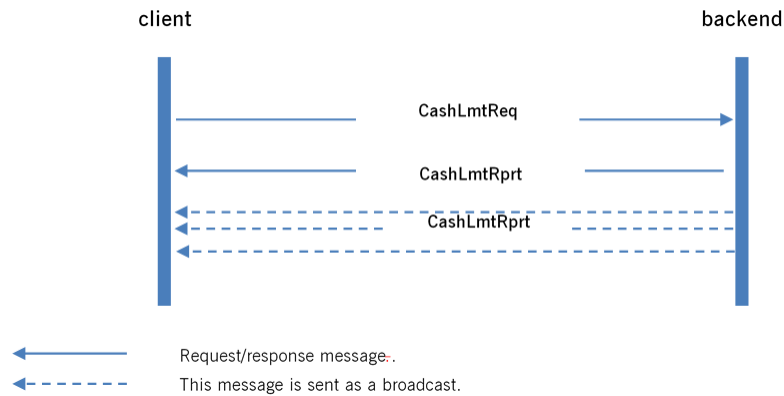 client
backend
CashLmtReq
CashLmtRprt
CashLmtRprt
Request/response message..
This message is sent as a broadcast.